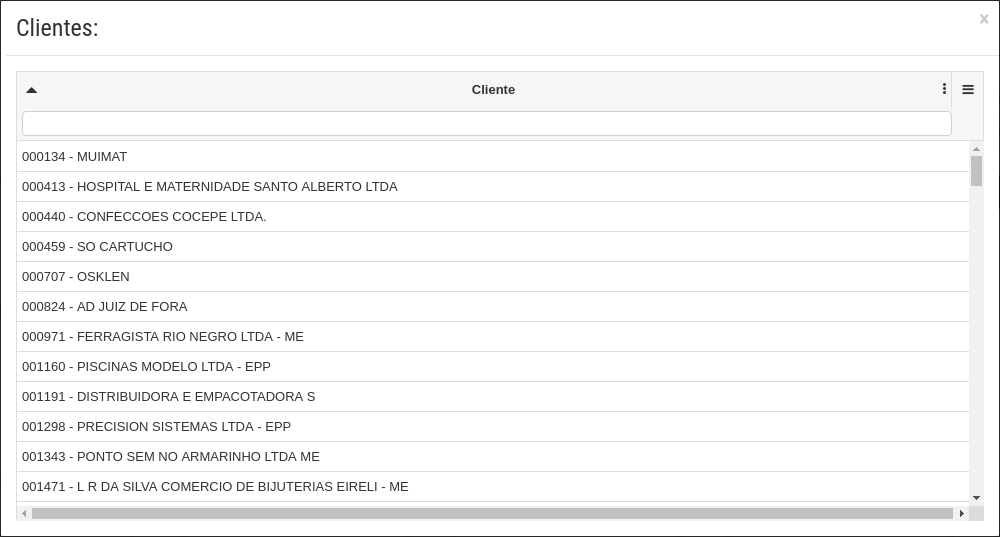 Clientes:
×
Cliente
000134 - MUIMAT
000413 - HOSPITAL E MATERNIDADE SANTO ALBERTO LTDA
000440 - CONFECCOES COCEPE LTDA.
000459 - SO CARTUCHO
000707 - OSKLEN
000824 - AD JUIZ DE FORA
000971 - FERRAGISTA RIO NEGRO LTDA - ME
001160 - PISCINAS MODELO LTDA - EPP
001191 - DISTRIBUIDORA E EMPACOTADORA S
001298 - PRECISION SISTEMAS LTDA - EPP
001343 - PONTO SEM NO ARMARINHO LTDA ME
001471 - L R DA SILVA COMERCIO DE BIJUTERIAS EIRELI - ME